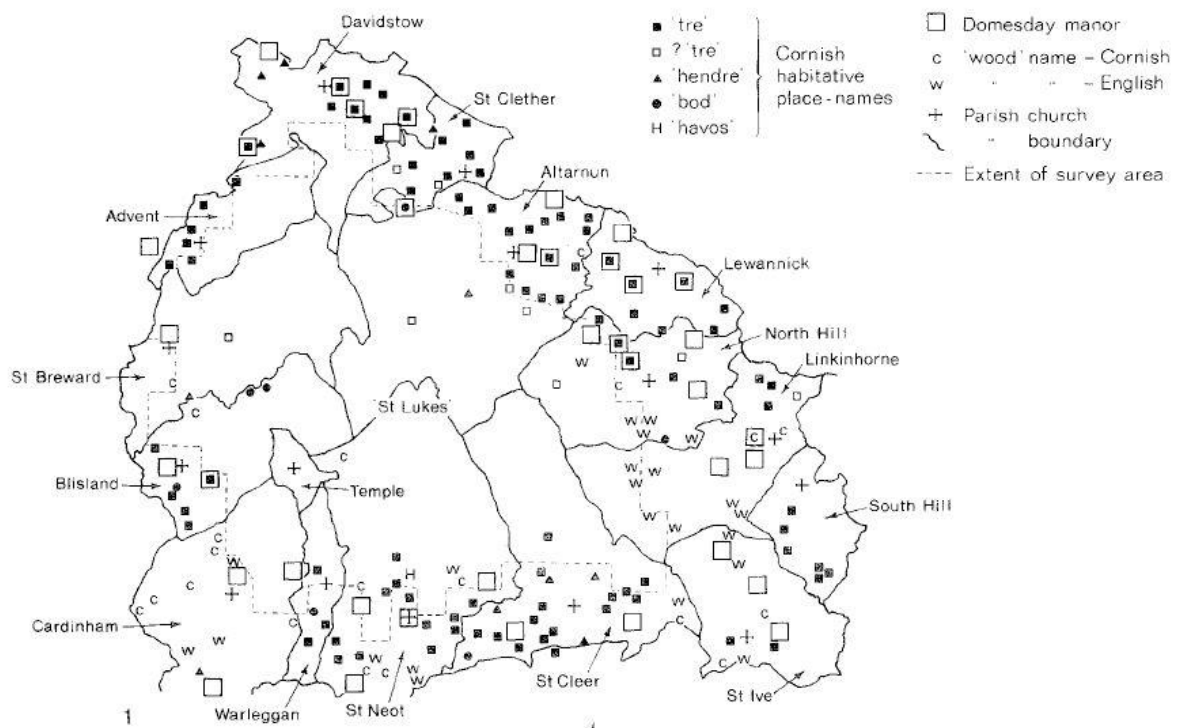 Davidstow
St Clether
Altarnun
Advent
Lewannick
North Hill
Linkinhorne
St Breward
St Lukes
Blisland
Temple
South Hill
Cardinham
Warleggan
St Neot
St Cleer
St Ive
1
'tre'
? 'tre'
'hendre'
'bod'
H 'havos'
Cornish
habitative
place-names
Domesday manor
c 'wood' name – Cornish
w " " – English
Parish church
" boundary
Extent of survey area